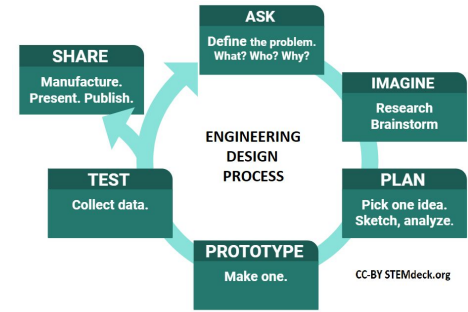 ASK
Define the problem.
What? Who? Why?
SHARE
Manufacture.
Present. Publish.
IMAGINE
Research
Brainstorm
ENGINEERING
DESIGN
PROCESS
TEST
Collect data.
PLAN
Pick one idea.
Sketch, analyze.
PROTOTYPE
Make one.
CC-BY STEMdeck.org